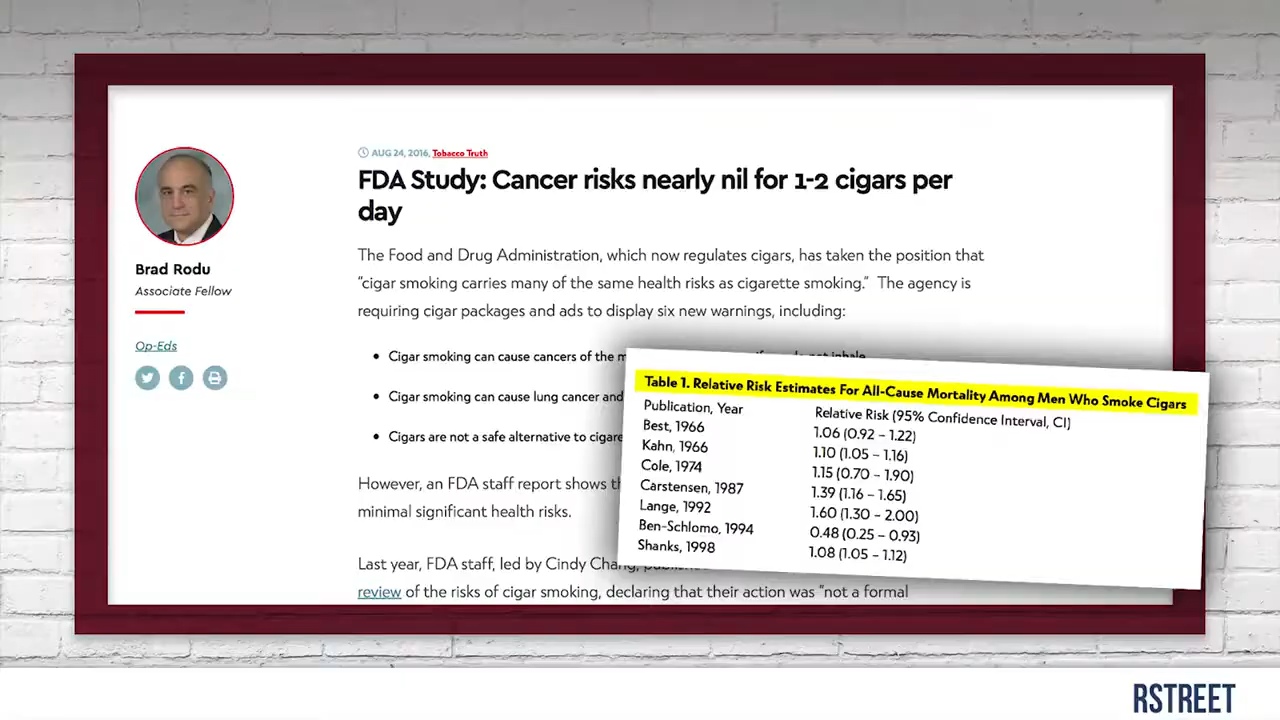 AUG 24, 2016, Tobacco Truth
FDA Study: Cancer risks nearly nil for 1-2 cigars per
day
Brad Rodu
Associate Fellow
Op-Eds
The Food and Drug Administration, which now regulates cigars, has taken the position that
“cigar smoking carries many of the same health risks as cigarette smoking.” The agency is
requiring cigar packages and ads to display six new warnings, including:
• Cigar smoking can cause cancers of the m
not inhale
• Cigar smoking can cause lung cancer and
• Cigars are not a safe alternative to cigare
However, an FDA staff report shows th
minimal significant health risks.
Last year, FDA staff, led by Cindy Chang,
review of the risks of cigar smoking, declaring that their action was “not a formal
Table 1. Relative Risk Estimates For All-Cause Mortality Among Men Who Smoke Cigars
Publication, Year Relative Risk (95% Confidence Interval, CI)
Best, 1966 1.06 (0.92 – 1.22)
Kahn, 1966 1.10 (1.05 – 1.16)
Cole, 1974 1.15 (0.70 – 1.90)
Carstensen, 1987 1.39 (1.16 – 1.65)
Lange, 1992 1.60 (1.30 – 2.00)
Ben-Schlomo, 1994 0.48 (0.25 – 0.93)
Shanks, 1998 1.08 (1.05 – 1.12)
RSTREET